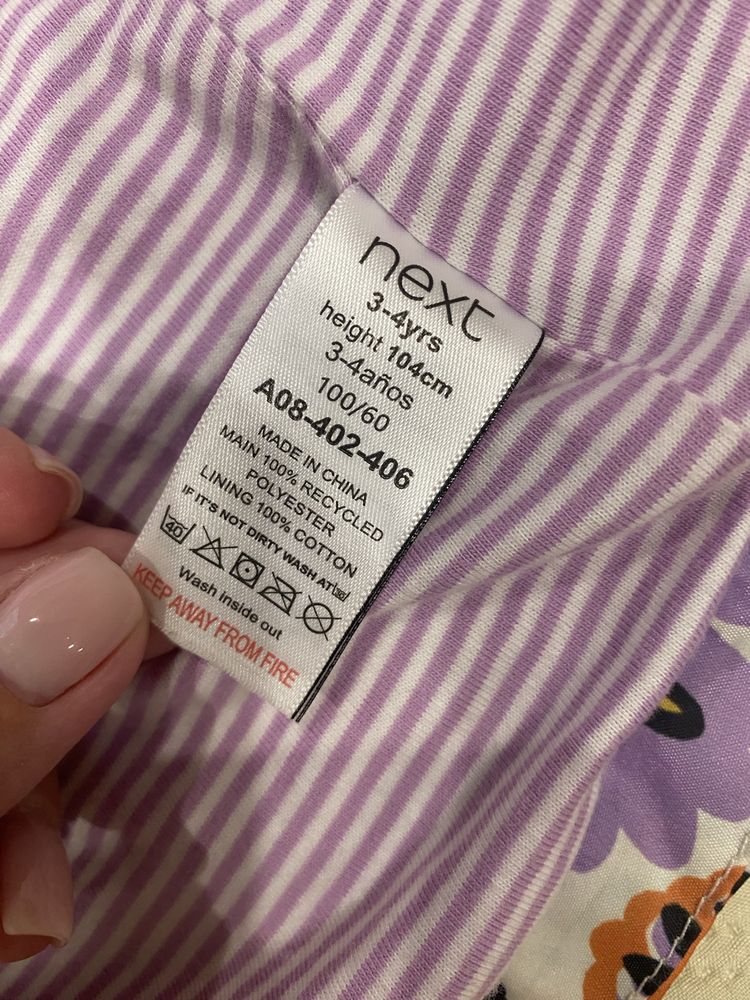 next
3-4yrs
height 104cm
3-4años
100/60
A08-402-406
MADE IN CHINA
MAIN 100% RECYCLED
POLYESTER
LINING 100% COTTON
IF IT'S NOT DIRTY WASH AT
40
Wash inside out
KEEP AWAY FROM FIRE